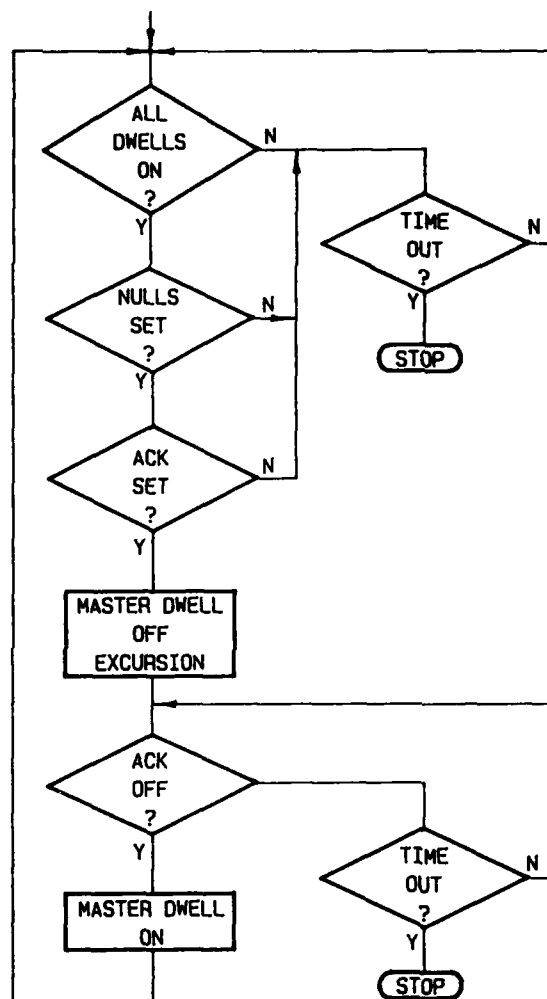 ALL
DWELLS
ON
?
N
Y
TIME
OUT
?
N
Y
STOP
NULLS
SET
?
N
Y
ACK
SET
?
N
Y
MASTER DWELL
OFF
EXCURSION
ACK
OFF
?
Y
TIME
OUT
?
N
Y
STOP
MASTER DWELL
ON